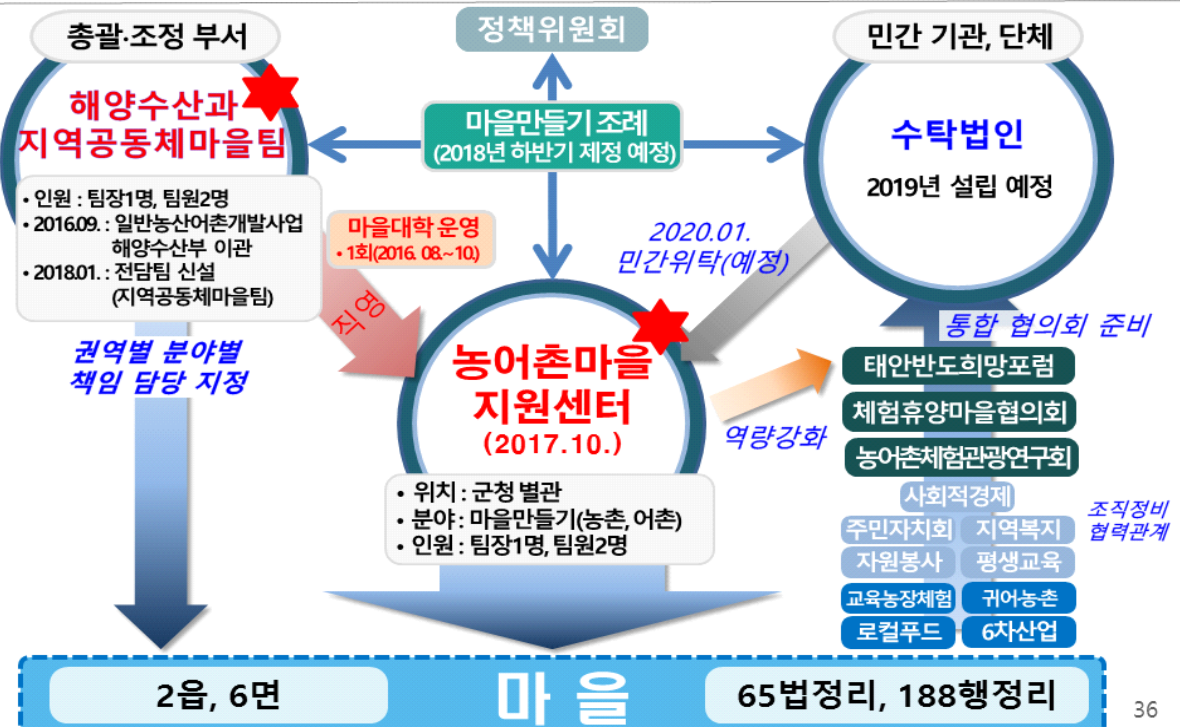 총괄·조정 부서
해양수산과
지역공동체마을팀
• 인원 : 팀장1명, 팀원2명
• 2016.09. : 일반농산어촌개발사업
해양수산부 이관
• 2018.01. : 전담팀 신설
(지역공동체마을팀)
권역별 분야별
책임 담당 지정
정책위원회
마을만들기 조례
(2018년 하반기 제정 예정)
마을대학 운영
• 1회(2016. 08.~10.)
직영
민간 기관, 단체
수탁법인
2019년 설립 예정
2020.01.
민간위탁(예정)
농어촌마을
지원센터
(2017.10.)
• 위치 : 군청 별관
• 분야 : 마을만들기(농촌, 어촌)
• 인원 : 팀장1명, 팀원2명
역량강화
통합 협의회 준비
태안반도희망포럼
체험휴양마을협의회
농어촌체험관광연구회
사회적경제
주민자치회 지역복지
자원봉사 평생교육
교육농장체험 귀어농·촌
로컬푸드 6차산업
조직정비
협력관계
2읍, 6면
마을
65법정리, 188행정리
36